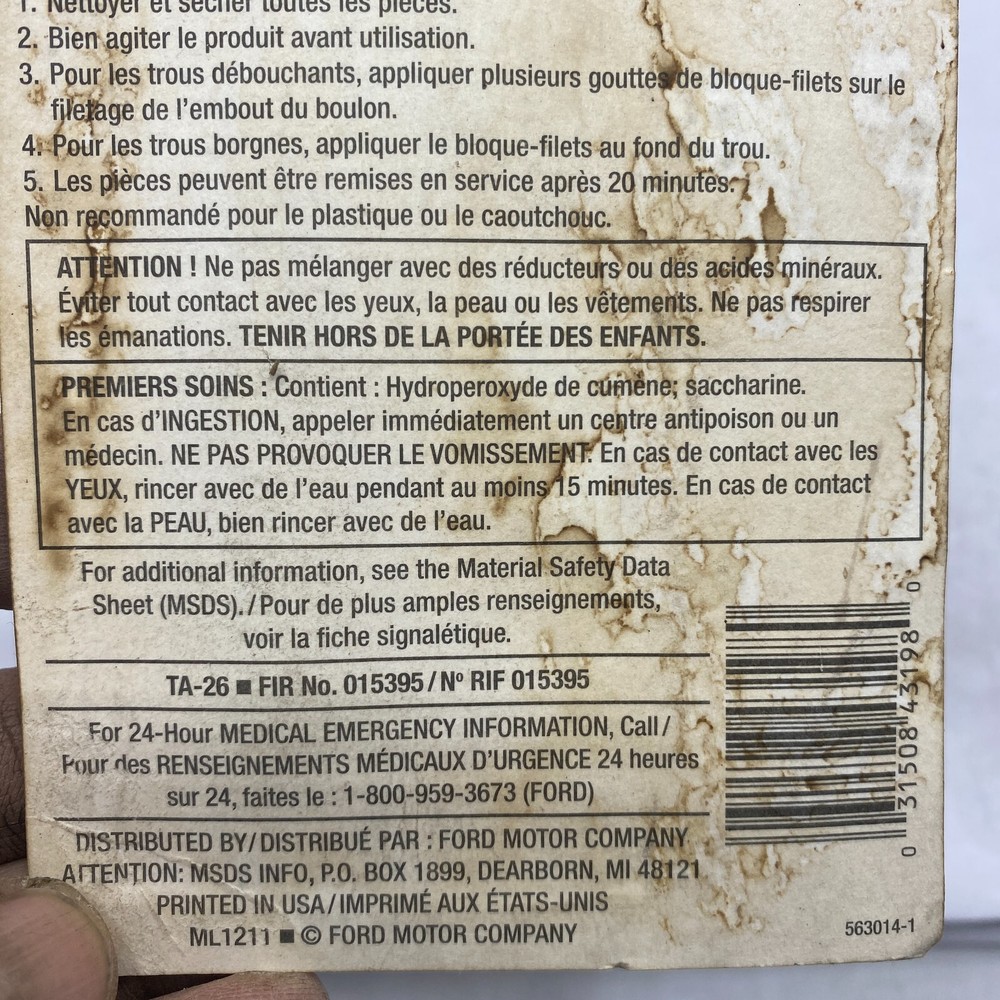 1. Nettoyer et sécher toutes les pièces.
2. Bien agiter le produit avant utilisation.
3. Pour les trous débouchants, appliquer plusieurs gouttes de bloque-filets sur le
filetage de l'embout du boulon.
4. Pour les trous borgnes, appliquer le bloque-filets au fond du trou.
5. Les pièces peuvent être remises en service après 20 minutes.
Non recommandé pour le plastique ou le caoutchouc.
ATTENTION ! Ne pas mélanger avec des réducteurs ou des acides minéraux.
Éviter tout contact avec les yeux, la peau ou les vêtements. Ne pas respirer
les émanations. TENIR HORS DE LA PORTÉE DES ENFANTS.
PREMIERS SOINS : Contient : Hydroperoxyde de cumène; saccharine.
En cas d'INGESTION, appeler immédiatement un centre antipoison ou un
médecin. NE PAS PROVOQUER LE VOMISSEMENT. En cas de contact avec les
YEUX, rincer avec de l'eau pendant au moins 15 minutes. En cas de contact
avec la PEAU, bien rincer avec de l'eau.
For additional information, see the Material Safety Data
Sheet (MSDS)./Pour de plus amples renseignements,
voir la fiche signalétique.
TA-26 ■ FIR No. 015395/Nº RIF 015395
For 24-Hour MEDICAL EMERGENCY INFORMATION, Call/
Pour des RENSEIGNEMENTS MÉDICAUX D'URGENCE 24 heures
sur 24, faites le : 1-800-959-3673 (FORD)
DISTRIBUTED BY/DISTRIBUÉ PAR : FORD MOTOR COMPANY
ATTENTION: MSDS INFO, P.O. BOX 1899, DEARBORN, MI 48121
PRINTED IN USA/IMPRIMÉ AUX ÉTATS-UNIS
ML1211 ■ © FORD MOTOR COMPANY
0 31508 43198 0
563014-1